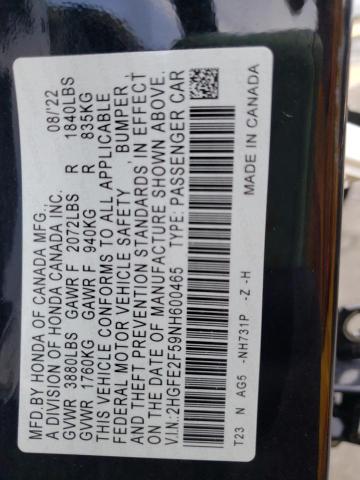 MFD.BY HONDA OF CANADA MFG.,
A DIVISION OF HONDA CANADA INC. 08/'22
GVWR 3880LBS GAWR F 2072LBS R 1840LBS
GVWR 1760KG GAWR F 940KG R 835KG
THIS VEHICLE CONFORMS TO ALL APPLICABLE
FEDERAL MOTOR VEHICLE SAFETY, BUMPER,
AND THEFT PREVENTION STANDARDS IN EFFECT
ON THE DATE OF MANUFACTURE SHOWN ABOVE.
V.I.N.:2HGFE2F59NH600465 TYPE: PASSENGER CAR
T23 N AG5 -NH731P -Z -H MADE IN CANADA